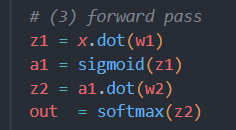 # (3) forward pass
z1 = x.dot(w1)
a1 = sigmoid(z1)
z2 = a1.dot(w2)
out  = softmax(z2)